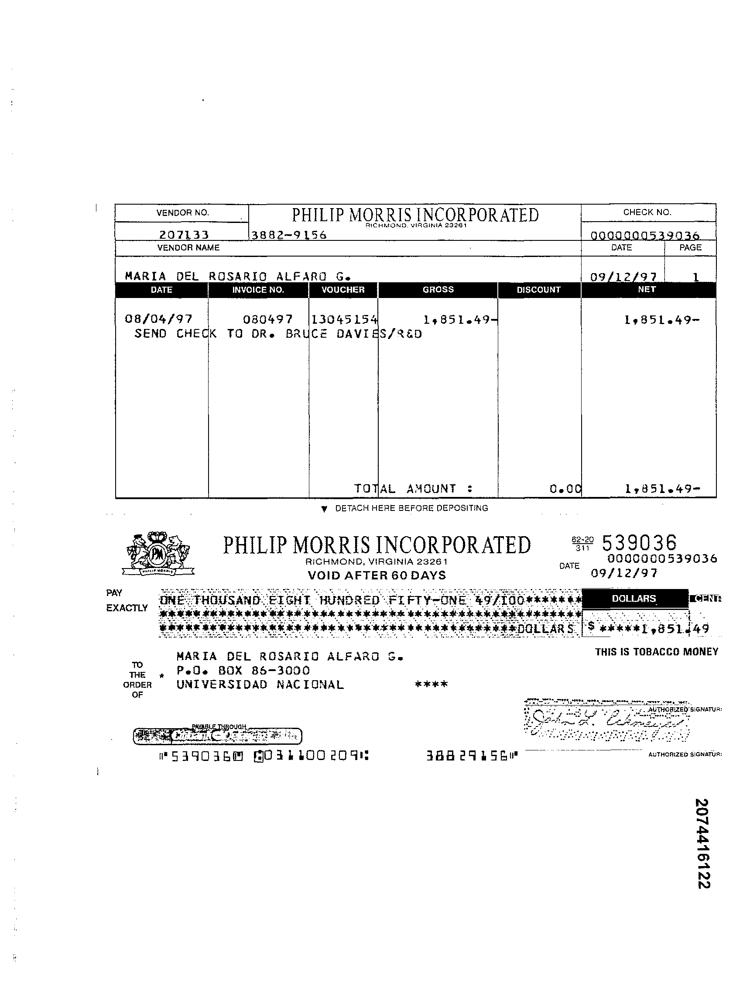 VENDOR NO. PHILIP MORRIS INCORPORATED CHECK NO.
RICHMOND, VIRGINIA 23261
207133 3882-9156 0000000539036
VENDOR NAME DATE PAGE
MARIA DEL ROSARIO ALFARO G. 09/12/97 1
DATE INVOICE NO. VOUCHER GROSS DISCOUNT NET
08/04/97 080497 13045154 1,851.49- 1,851.49-
SEND CHECK TO DR. BRUCE DAVIES/R&D
TOTAL AMOUNT : 0.00 1,851.49-
▼ DETACH HERE BEFORE DEPOSITING
PM
PHILIP MORRIS INCORPORATED 62-20/311 539036
RICHMOND, VIRGINIA 23261 0000000539036
VOID AFTER 60 DAYS DATE 09/12/97
PAY EXACTLY ONE THOUSAND EIGHT HUNDRED FIFTY-ONE 49/100******* DOLLARS CENTS
**************************************************
******************************************DOLLARS $ *****1,851.49
THIS IS TOBACCO MONEY
TO THE ORDER OF * MARIA DEL ROSARIO ALFARO G.
P.O. BOX 86-3000
UNIVERSIDAD NACIONAL ****
AUTHORIZED SIGNATUR
PAYABLE THROUGH
⑈539036⑈ ⑆031100209⑆ 38829156⑈
AUTHORIZED SIGNATUR
2074416122